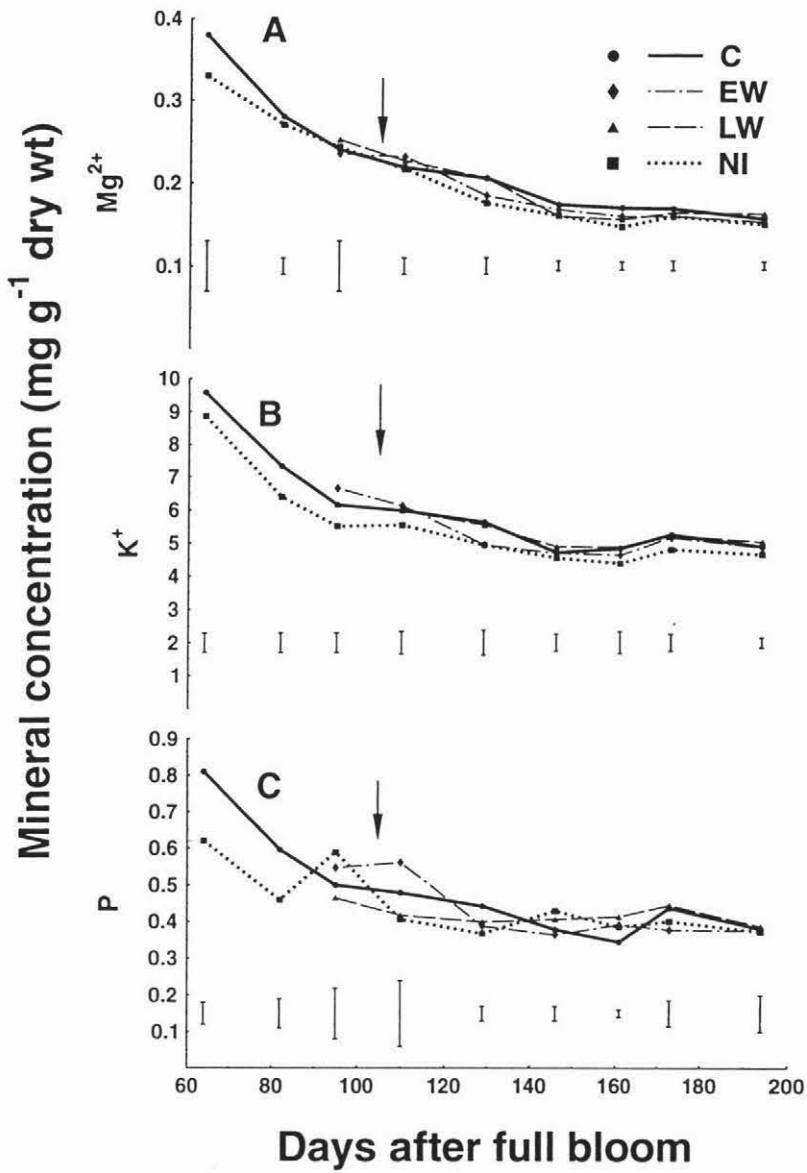 Mineral concentration (mg g-1 dry wt)
Mg2+
0.4
0.3
0.2
0.1
A
C
EW
LW
NI
K+
10
9
8
7
6
5
4
3
2
1
B
P
0.9
0.8
0.7
0.6
0.5
0.4
0.3
0.2
0.1
C
60 80 100 120 140 160 180 200
Days after full bloom